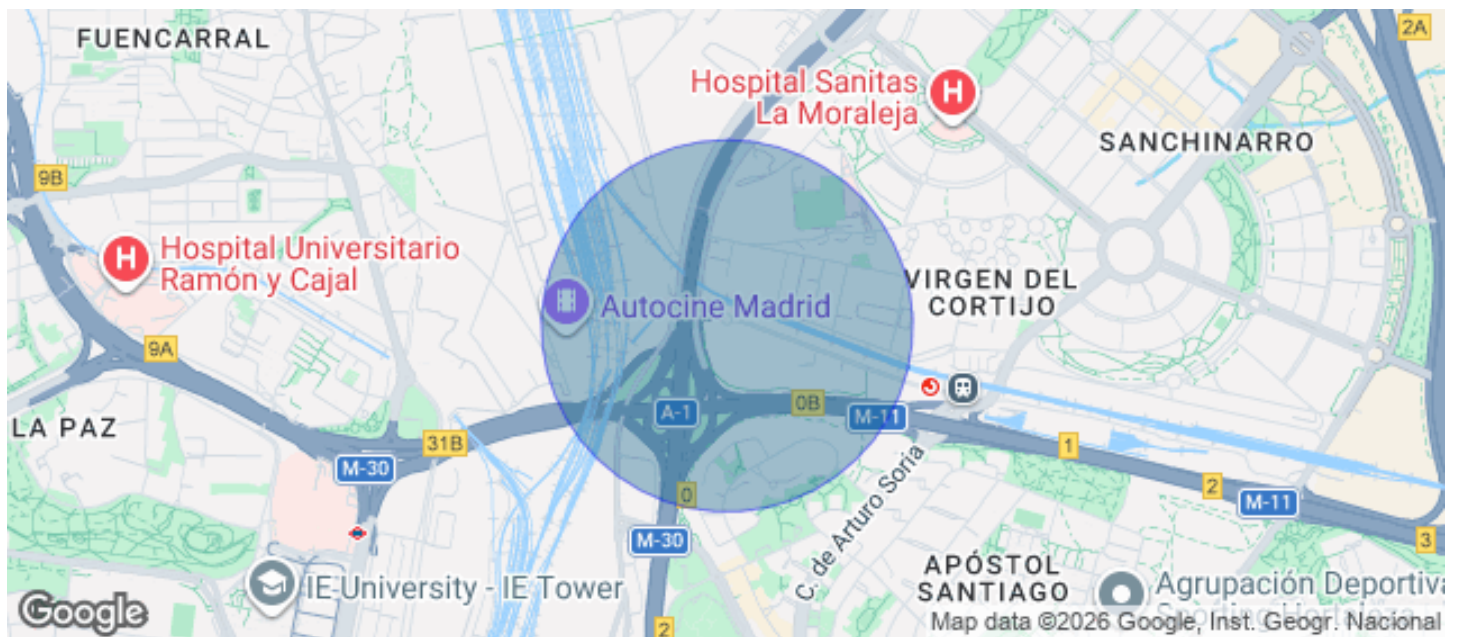 FUENCARRAL
2A
Hospital Sanitas
La Moraleja
H
SANCHINARRO
9B
H
Hospital Universitario
Ramón y Cajal
VIRGEN DEL
CORTIJO
Autocine Madrid
9A
A-1
0B
M-11
LA PAZ
31B
1
M-30
C. de Arturo Soria
2
0
M-11
M-30
3
APÓSTOL
SANTIAGO
IE University - IE Tower
Agrupación Deportiva
Google
2
Map data ©2026 Google, Inst. Geogr. Nacional